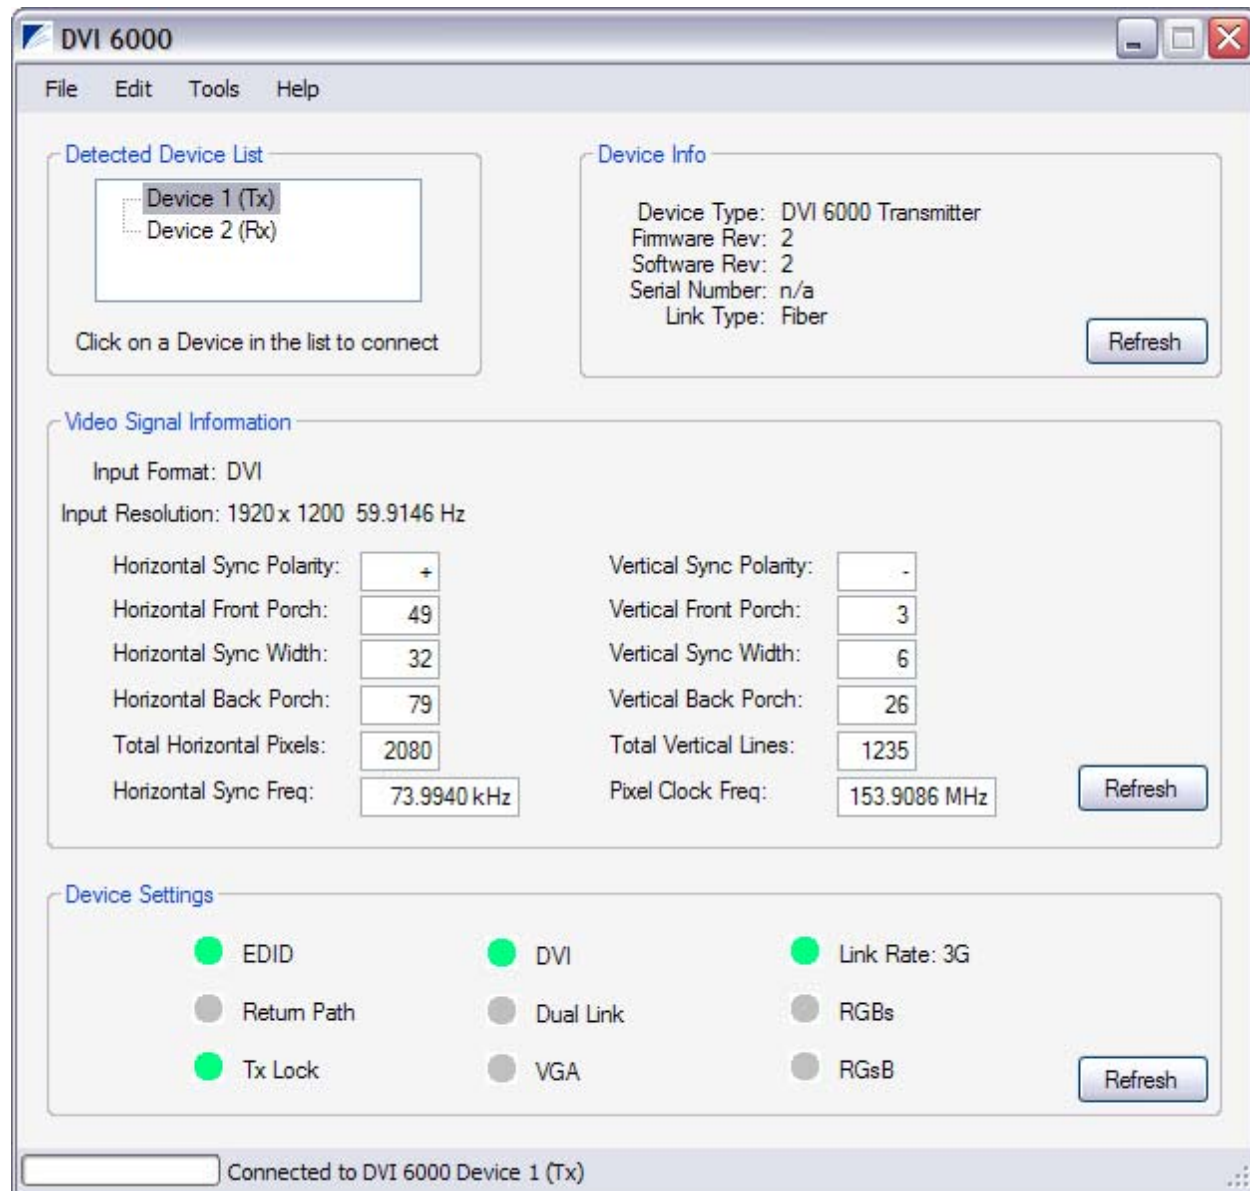 DVI 6000
File Edit Tools Help
Detected Device List
Device 1 (Tx)
Device 2 (Rx)
Click on a Device in the list to connect
Device Info
Device Type: DVI 6000 Transmitter
Firmware Rev: 2
Software Rev: 2
Serial Number: n/a
Link Type: Fiber
Refresh
Video Signal Information
Input Format: DVI
Input Resolution: 1920 x 1200 59.9146 Hz
Horizontal Sync Polarity: + Vertical Sync Polarity: -
Horizontal Front Porch: 49 Vertical Front Porch: 3
Horizontal Sync Width: 32 Vertical Sync Width: 6
Horizontal Back Porch: 79 Vertical Back Porch: 26
Total Horizontal Pixels: 2080 Total Vertical Lines: 1235
Horizontal Sync Freq: 73.9940 kHz Pixel Clock Freq: 153.9086 MHz
Refresh
Device Settings
EDID DVI Link Rate: 3G
Return Path Dual Link RGBs
Tx Lock VGA RGsB
Refresh
Connected to DVI 6000 Device 1 (Tx)